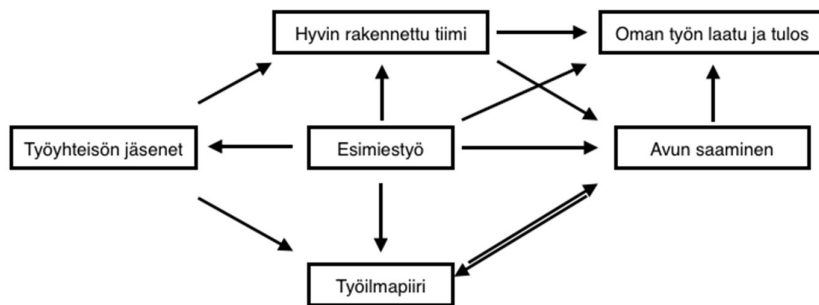 Hyvin rakennettu tiimi
Oman työn laatu ja tulos
Työyhteisön jäsenet
Esimiestyö
Avun saaminen
Työilmapiiri